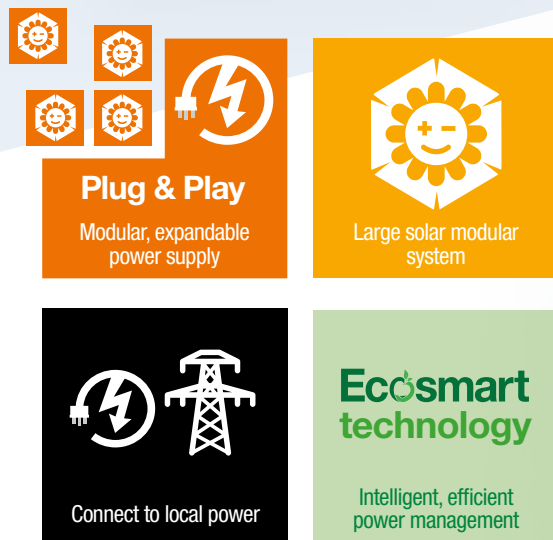 Plug & Play
Modular, expandable
power supply
Large solar modular
system
Connect to local power
Ecosmart
technology
Intelligent, efficient
power management